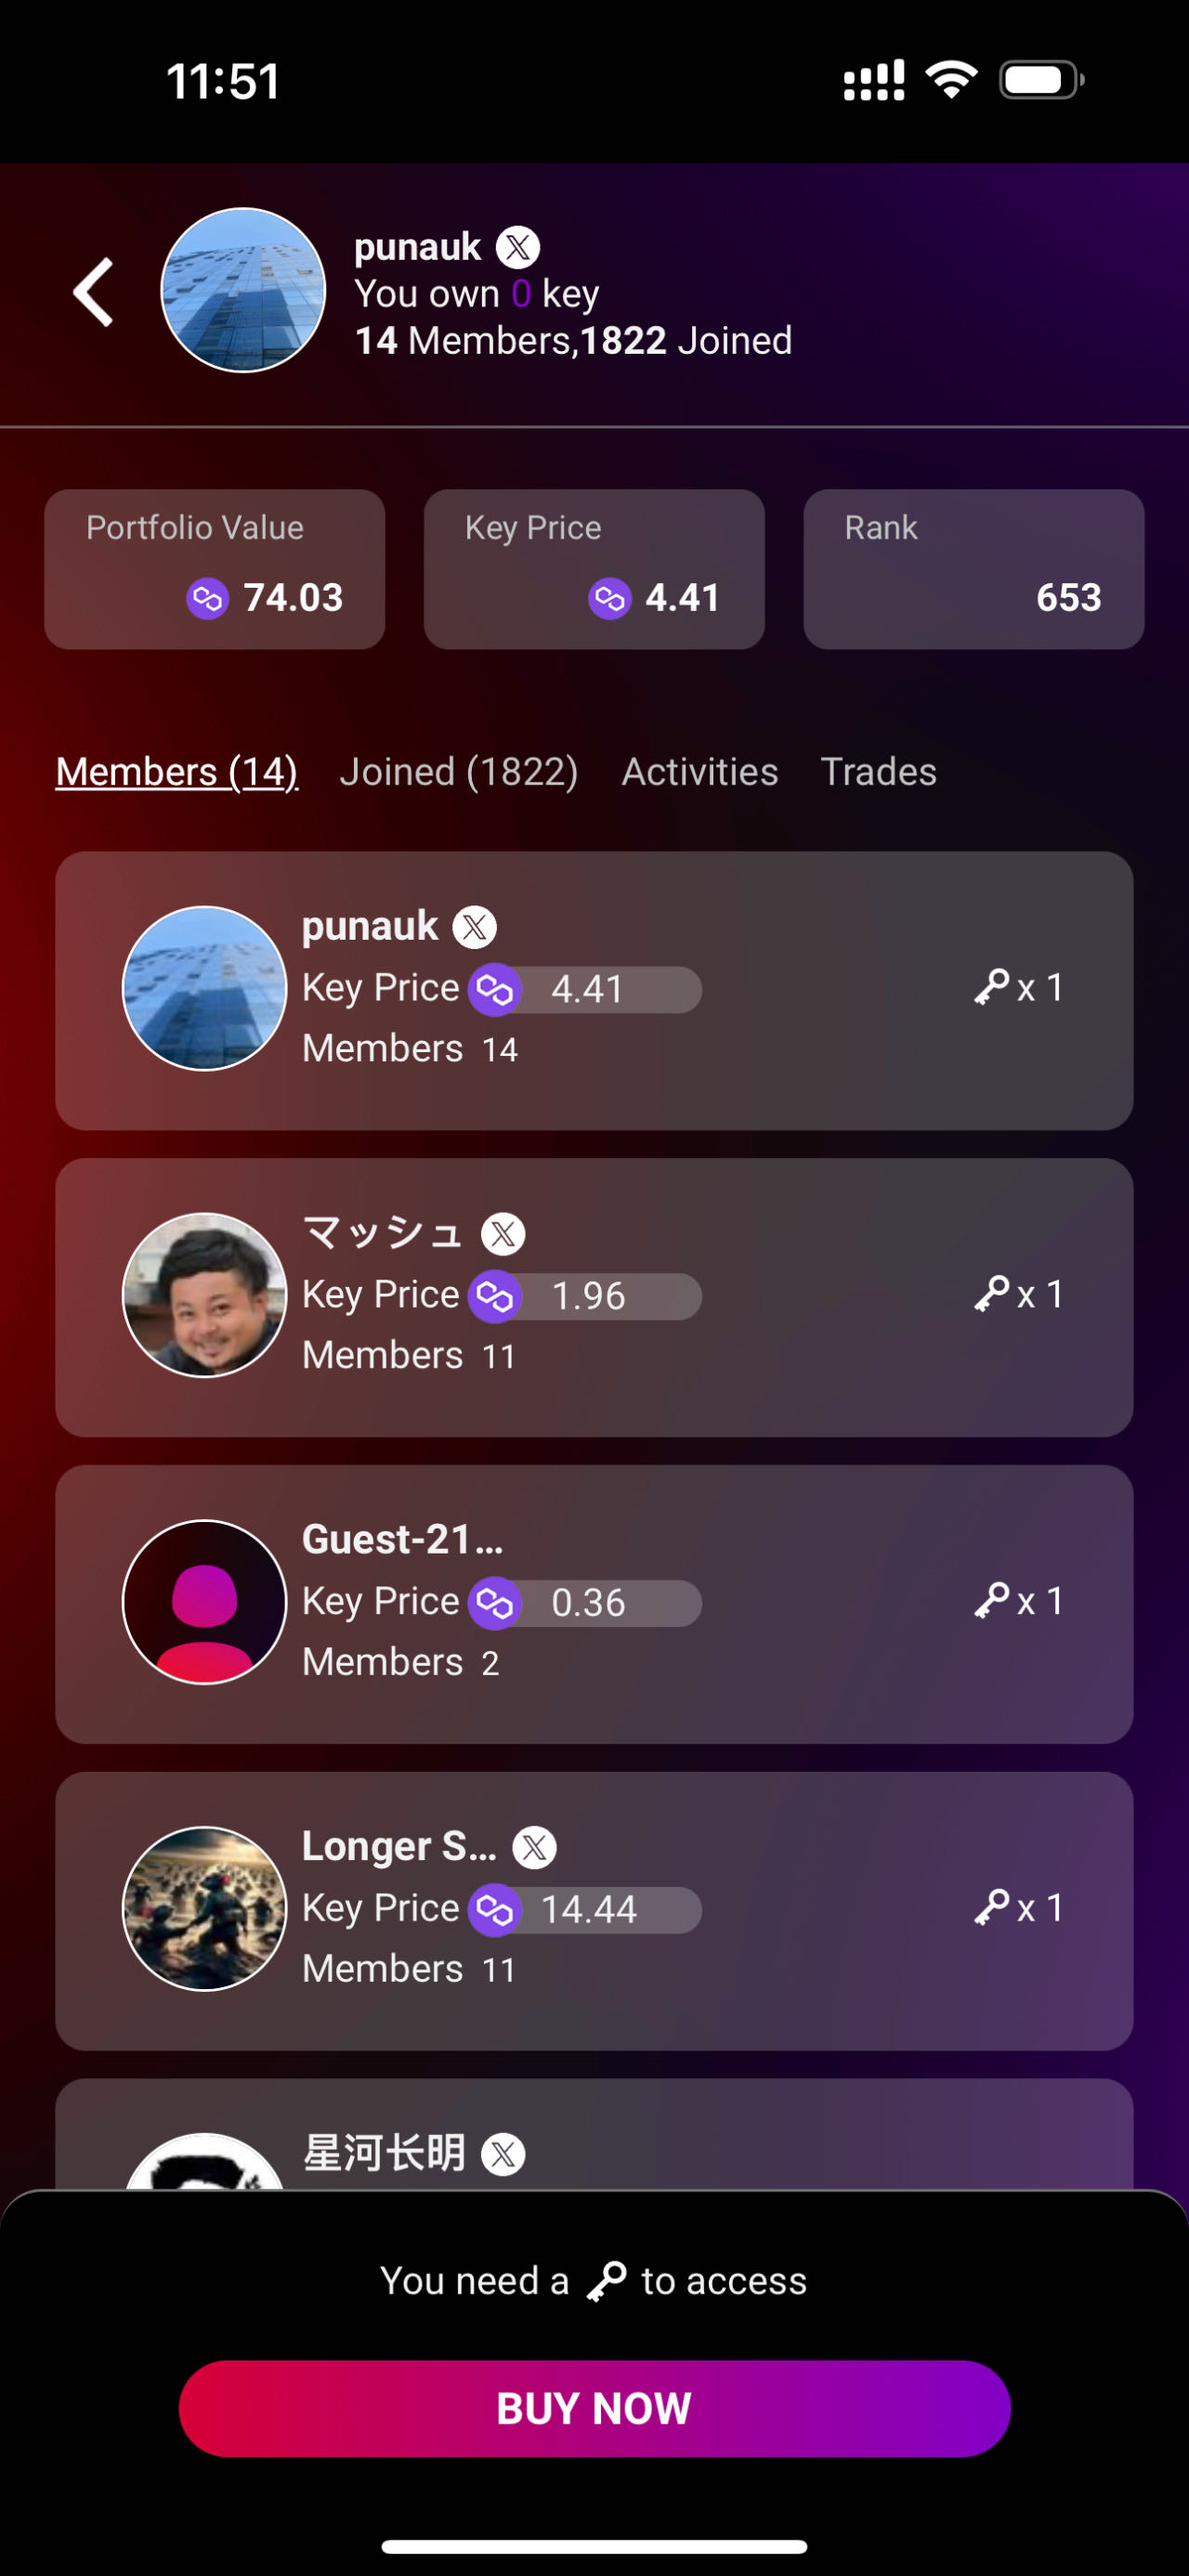 11:51
punauk
You own 0 key
14 Members,1822 Joined
Portfolio Value
74.03
Key Price
4.41
Rank
653
Members (14)
Joined (1822)
Activities
Trades
punauk
Key Price 4.41
x 1
Members 14
マッシュ
Key Price 1.96
x 1
Members 11
Guest-21...
Key Price 0.36
x 1
Members 2
Longer S...
Key Price 14.44
x 1
Members 11
星河长明
You need a to access
BUY NOW